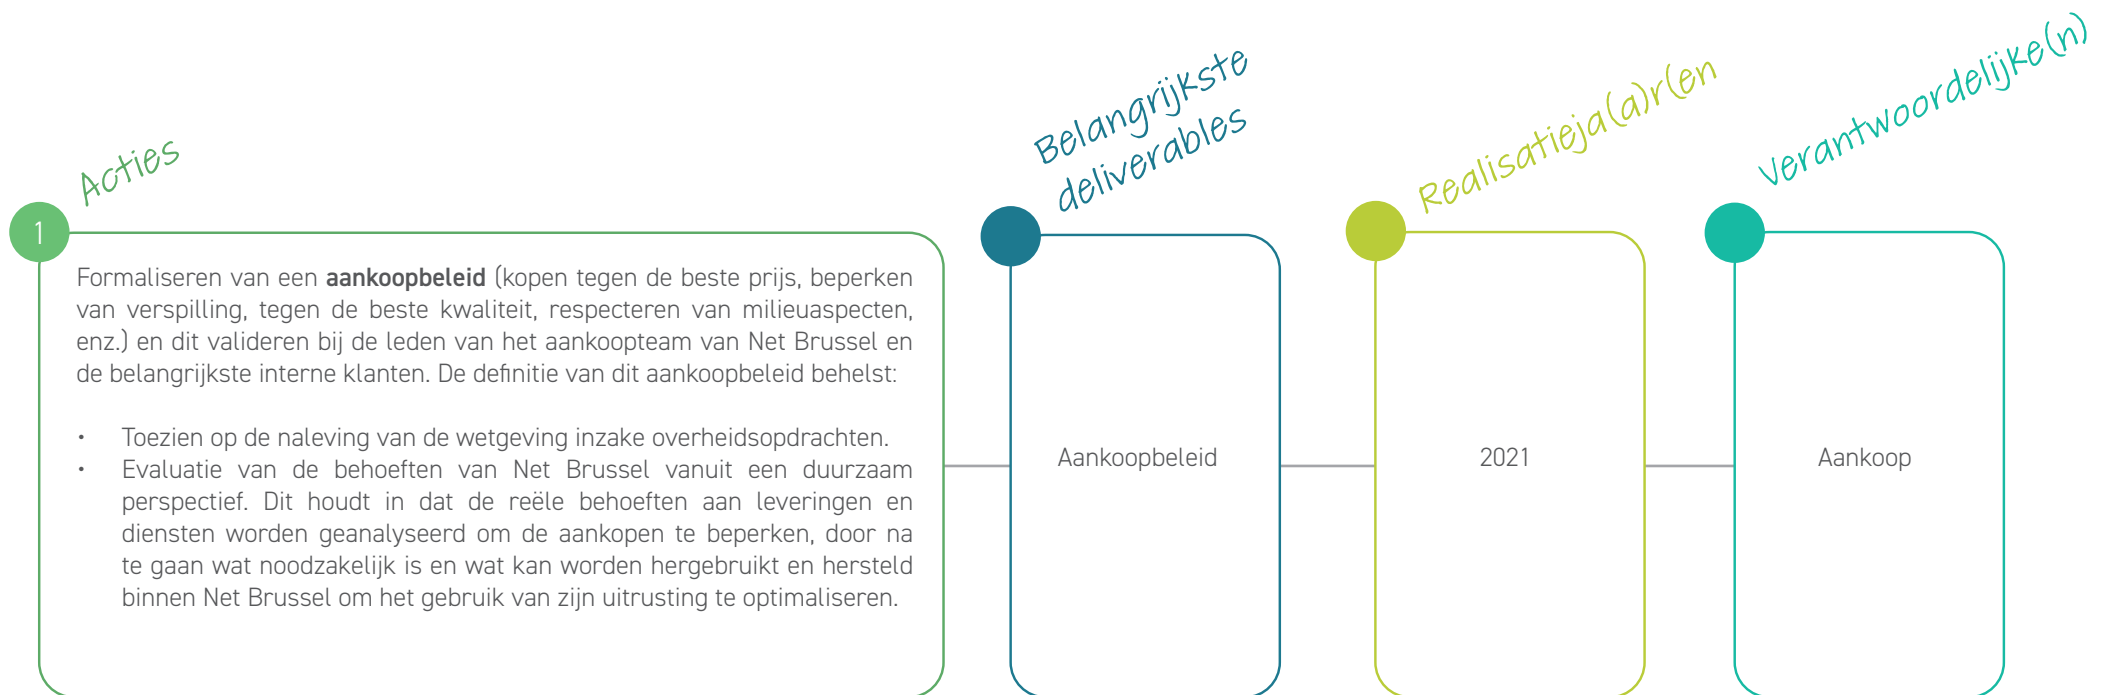 Acties
Belangrijkste
deliverables
Realisatieja(a)r(en
Verantwoordelijke(n)
1
Formaliseren van een aankoopbeleid (kopen tegen de beste prijs, beperken
van verspilling, tegen de beste kwaliteit, respecteren van milieuaspecten,
enz.) en dit valideren bij de leden van het aankoopteam van Net Brussel en
de belangrijkste interne klanten. De definitie van dit aankoopbeleid behelst:
• Toezien op de naleving van de wetgeving inzake overheidsopdrachten.
• Evaluatie van de behoeften van Net Brussel vanuit een duurzaam
perspectief. Dit houdt in dat de reële behoeften aan leveringen en
diensten worden geanalyseerd om de aankopen te beperken, door na
te gaan wat noodzakelijk is en wat kan worden hergebruikt en hersteld
binnen Net Brussel om het gebruik van zijn uitrusting te optimaliseren.
Aankoopbeleid
2021
Aankoop